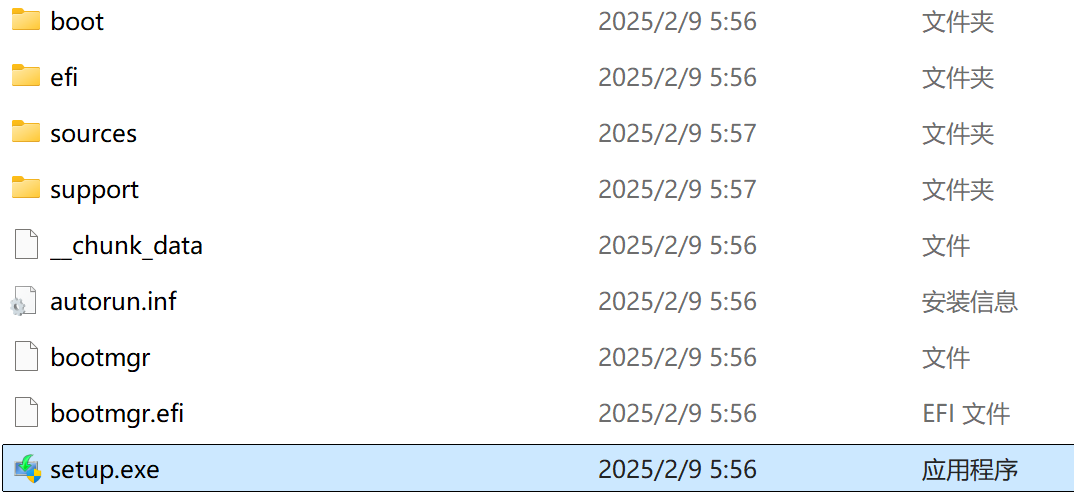 boot 2025/2/9 5:56 文件夹
efi 2025/2/9 5:56 文件夹
sources 2025/2/9 5:57 文件夹
support 2025/2/9 5:57 文件夹
__chunk_data 2025/2/9 5:56 文件
autorun.inf 2025/2/9 5:56 安装信息
bootmgr 2025/2/9 5:56 文件
bootmgr.efi 2025/2/9 5:56 EFI 文件
setup.exe 2025/2/9 5:56 应用程序